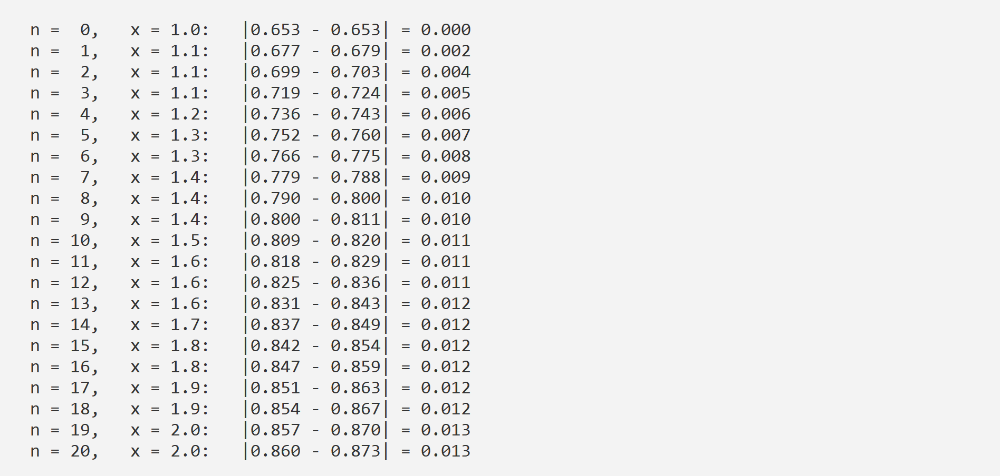 n =  0,   x = 1.0:   |0.653 - 0.653| = 0.000
n =  1,   x = 1.1:   |0.677 - 0.679| = 0.002
n =  2,   x = 1.1:   |0.699 - 0.703| = 0.004
n =  3,   x = 1.1:   |0.719 - 0.724| = 0.005
n =  4,   x = 1.2:   |0.736 - 0.743| = 0.006
n =  5,   x = 1.3:   |0.752 - 0.760| = 0.007
n =  6,   x = 1.3:   |0.766 - 0.775| = 0.008
n =  7,   x = 1.4:   |0.779 - 0.788| = 0.009
n =  8,   x = 1.4:   |0.790 - 0.800| = 0.010
n =  9,   x = 1.4:   |0.800 - 0.811| = 0.010
n = 10,   x = 1.5:   |0.809 - 0.820| = 0.011
n = 11,   x = 1.6:   |0.818 - 0.829| = 0.011
n = 12,   x = 1.6:   |0.825 - 0.836| = 0.011
n = 13,   x = 1.6:   |0.831 - 0.843| = 0.012
n = 14,   x = 1.7:   |0.837 - 0.849| = 0.012
n = 15,   x = 1.8:   |0.842 - 0.854| = 0.012
n = 16,   x = 1.8:   |0.847 - 0.859| = 0.012
n = 17,   x = 1.9:   |0.851 - 0.863| = 0.012
n = 18,   x = 1.9:   |0.854 - 0.867| = 0.012
n = 19,   x = 2.0:   |0.857 - 0.870| = 0.013
n = 20,   x = 2.0:   |0.860 - 0.873| = 0.013